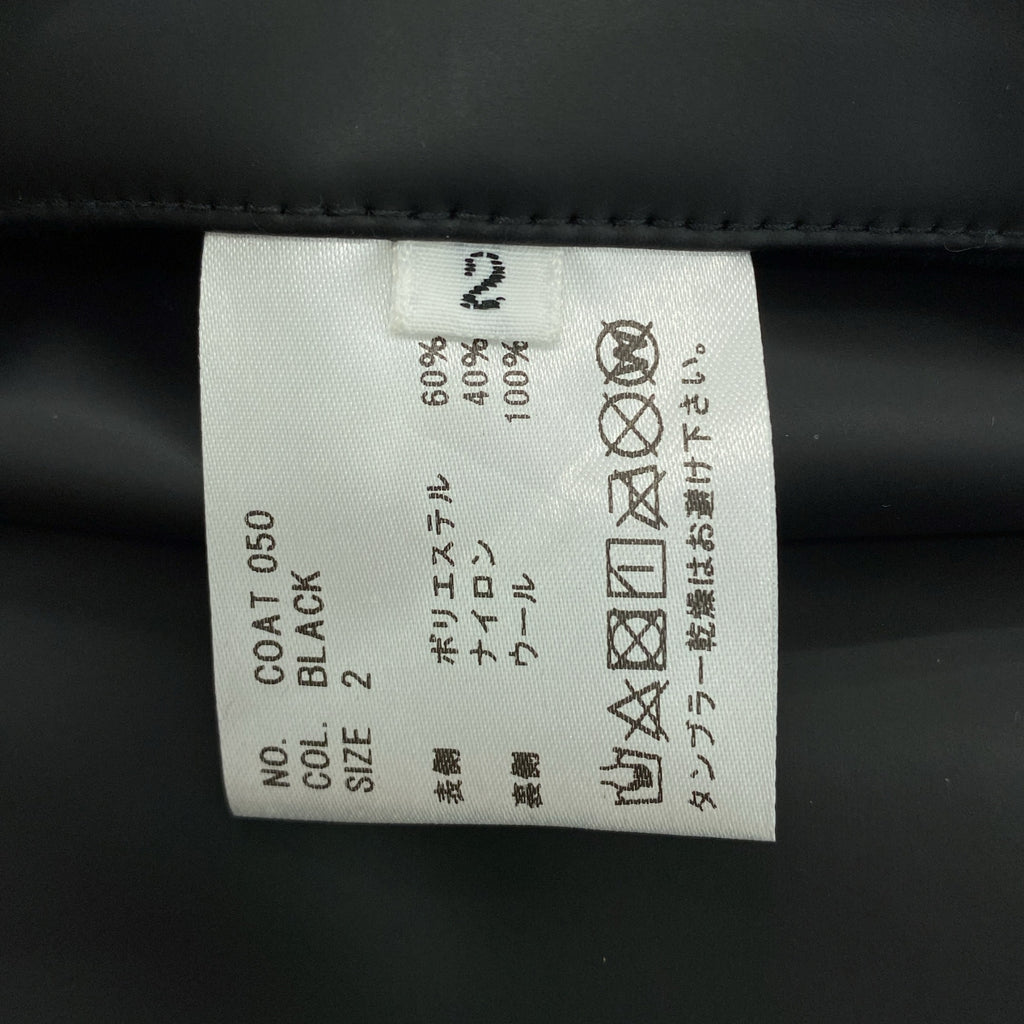 2
NO. COAT 050
COL. BLACK
SIZE 2
表側 ポリエステル 60%
ナイロン 40%
裏側 ウール 100%
タンブラー乾燥はお避け下さい。